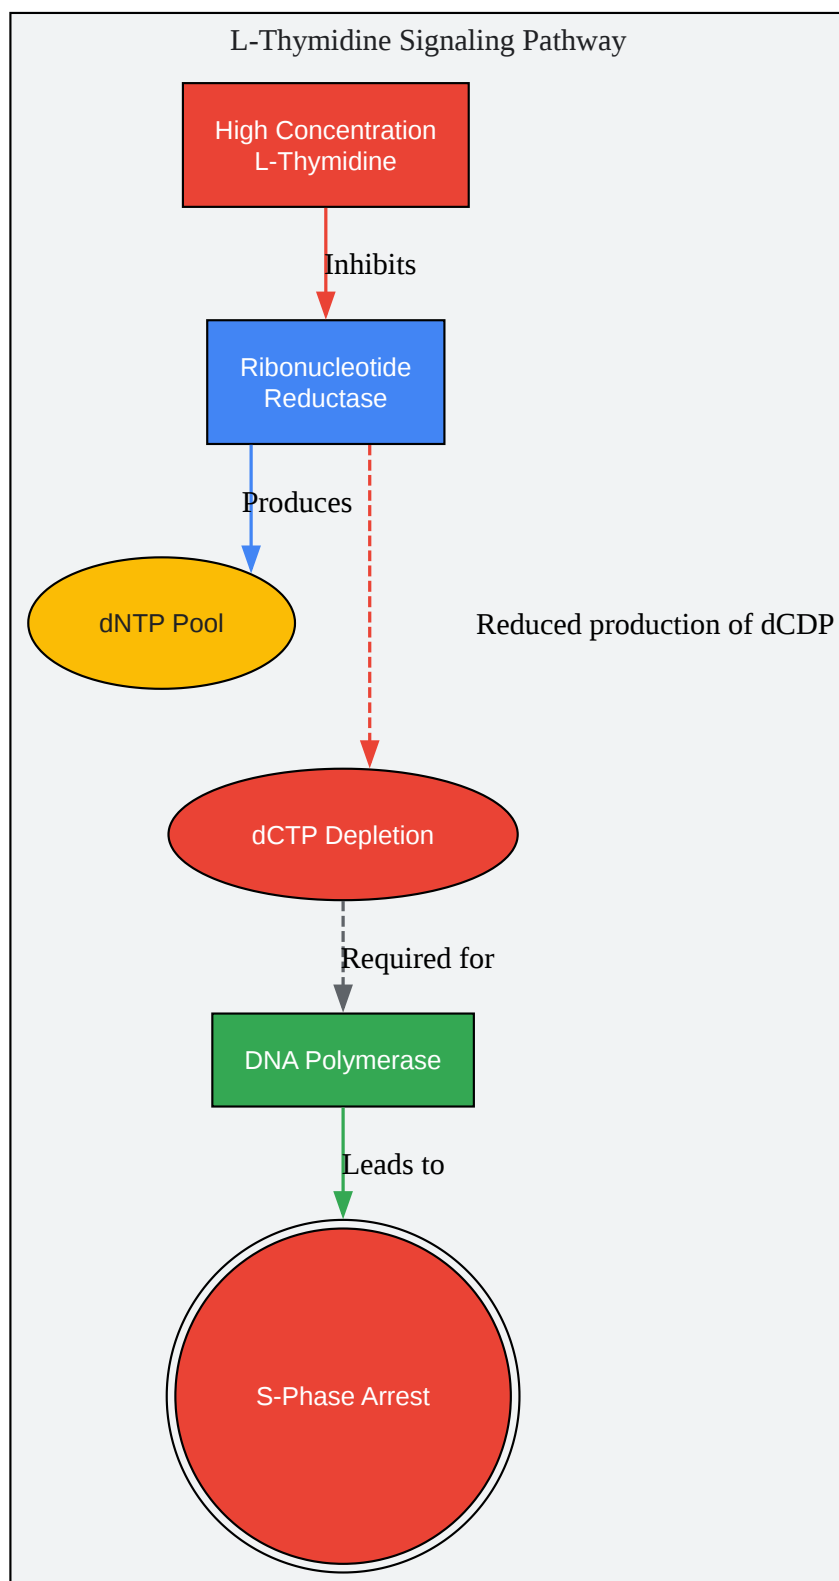 L-Thymidine Signaling Pathway
High Concentration
L-Thymidine
Inhibits
Ribonucleotide
Reductase
Produces
dNTP Pool
Reduced production of dCDP
dCTP Depletion
Required for
DNA Polymerase
Leads to
S-Phase Arrest